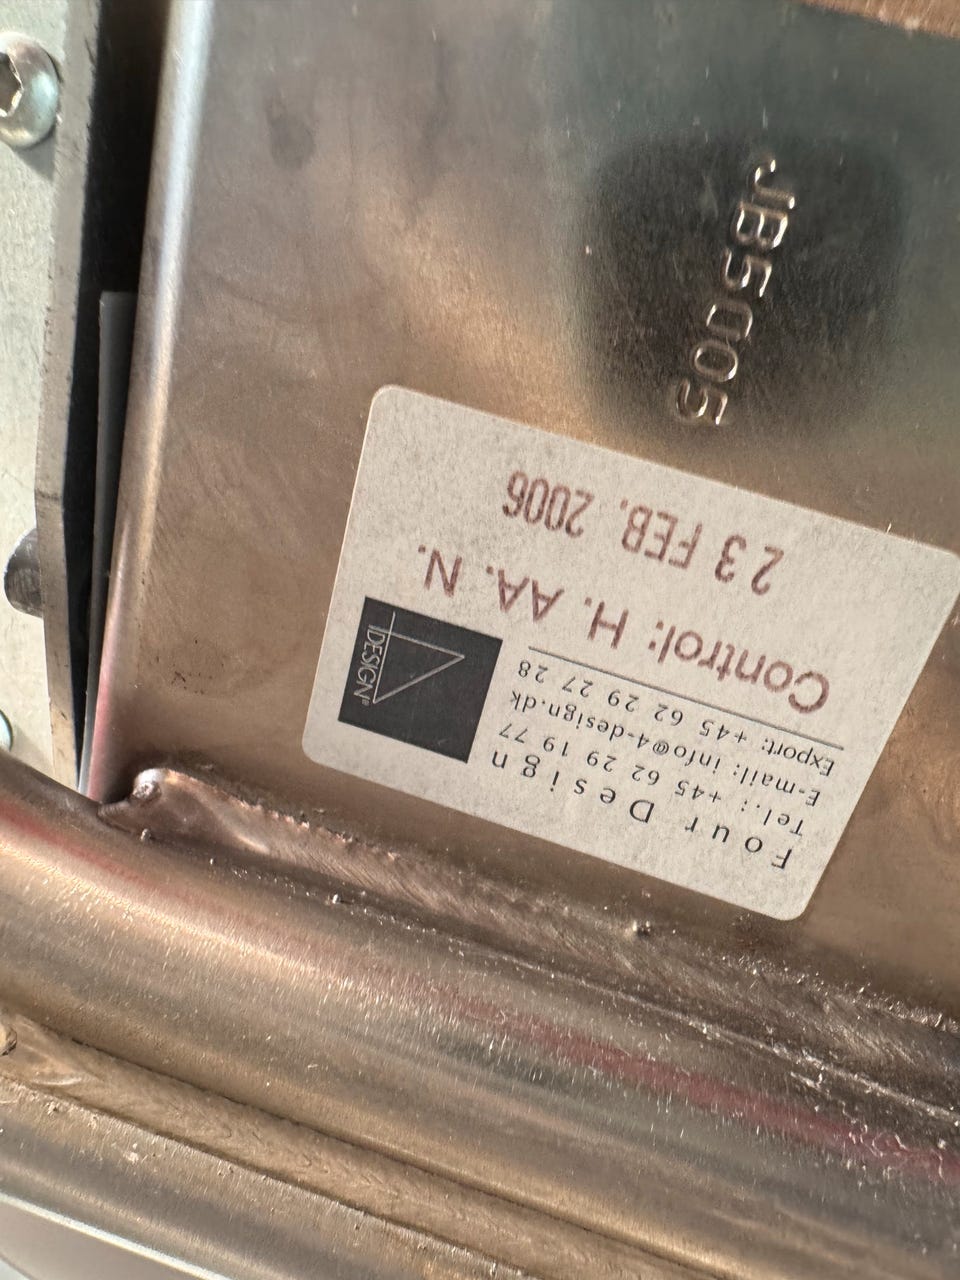 JB5005
Four Design
Tel.: +45 62 29 19 77
E-mail: info@4-design.dk
Export: +45 62 29 27 28
DESIGN®
Control: H. AA. N.
23 FEB. 2006